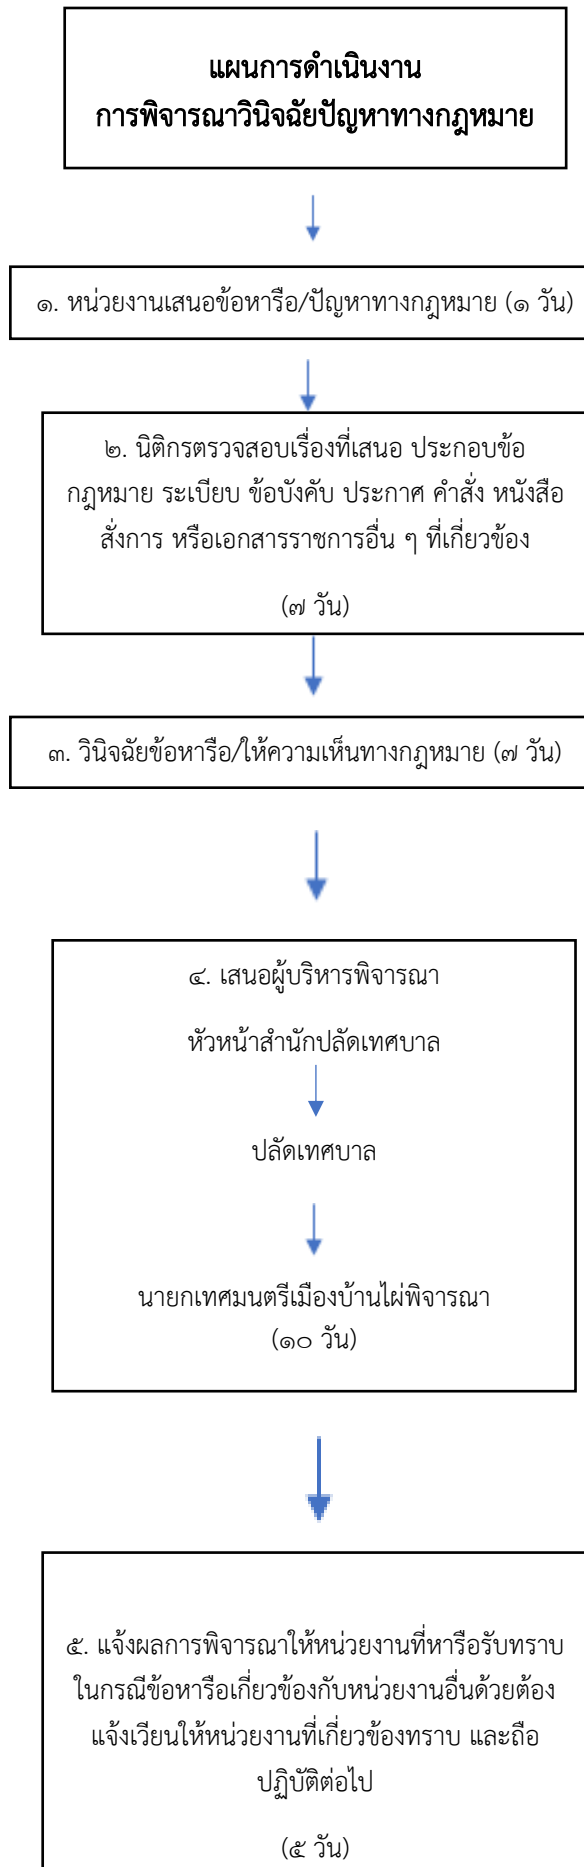 แผนการดำเนินงาน
การพิจารณาวินิจฉัยปัญหาทางกฎหมาย
๑. หน่วยงานเสนอข้อหารือ/ปัญหาทางกฎหมาย (๑ วัน)
๒. นิติกรตรวจสอบเรื่องที่เสนอ ประกอบข้อ
กฎหมาย ระเบียบ ข้อบังคับ ประกาศ คำสั่ง หนังสือ
สั่งการ หรือเอกสารราชการอื่น ๆ ที่เกี่ยวข้อง
(๗ วัน)
๓. วินิจฉัยข้อหารือ/ให้ความเห็นทางกฎหมาย (๗ วัน)
๔. เสนอผู้บริหารพิจารณา
หัวหน้าสำนักปลัดเทศบาล
ปลัดเทศบาล
นายกเทศมนตรีเมืองบ้านไผ่พิจารณา
(๑๐ วัน)
๕. แจ้งผลการพิจารณาให้หน่วยงานที่หารือรับทราบ
ในกรณีข้อหารือเกี่ยวข้องกับหน่วยงานอื่นด้วยต้อง
แจ้งเวียนให้หน่วยงานที่เกี่ยวข้องทราบ และถือ
ปฏิบัติต่อไป
(๕ วัน)